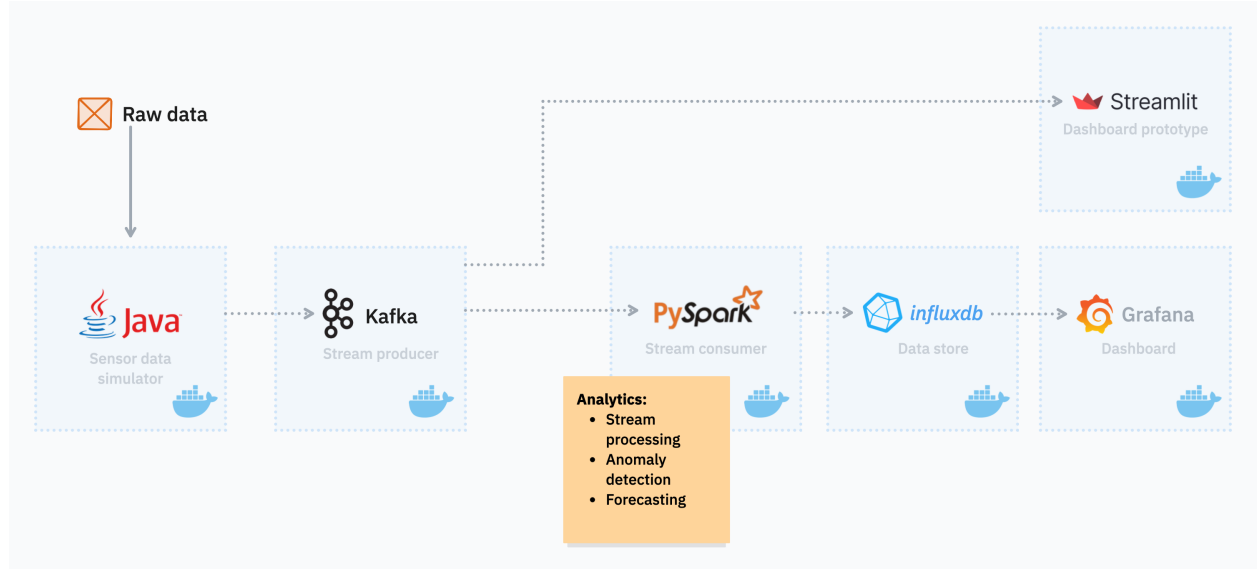 Raw data
Streamlit
Dashboard prototype
Java
Sensor data
simulator
Kafka
Stream producer
PySpark
Stream consumer
influxdb
Data store
Grafana
Dashboard
Analytics:
• Stream
processing
• Anomaly
detection
• Forecasting